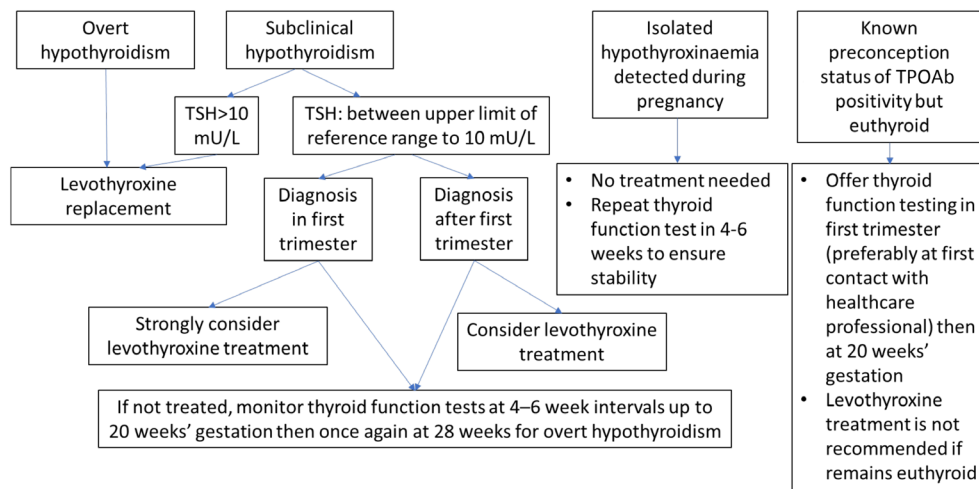 Overt
hypothyroidism
Subclinical
hypothyroidism
TSH>10
mU/L
TSH: between upper limit of
reference range to 10 mU/L
Levothyroxine
replacement
Diagnosis
in first
trimester
Diagnosis
after first
trimester
Strongly consider
levothyroxine treatment
Consider levothyroxine
treatment
If not treated, monitor thyroid function tests at 4–6 week intervals up to
20 weeks’ gestation then once again at 28 weeks for overt hypothyroidism
Isolated
hypothyroxinaemia
detected during
pregnancy
• No treatment needed
• Repeat thyroid
function test in 4-6
weeks to ensure
stability
Known
preconception
status of TPOAb
positivity but
euthyroid
• Offer thyroid
function testing in
first trimester
(preferably at first
contact with
healthcare
professional) then
at 20 weeks’
gestation
• Levothyroxine
treatment is not
recommended if
remains euthyroid